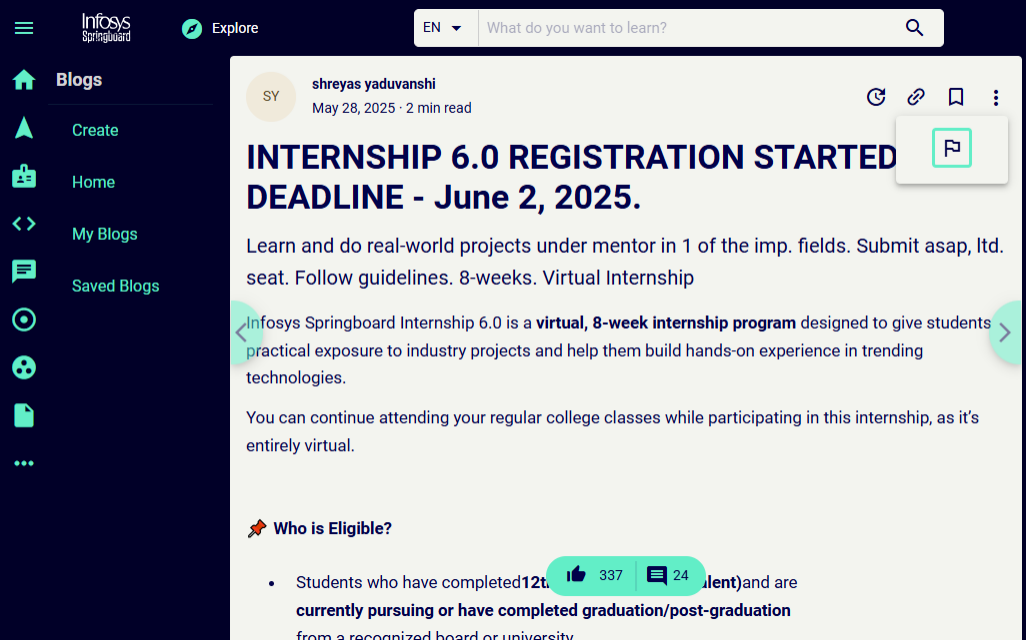 Infosys
Springboard
Explore
EN
What do you want to learn?
Blogs
Create
Home
My Blogs
Saved Blogs
SY
shreyas yaduvanshi
May 28, 2025 · 2 min read
INTERNSHIP 6.0 REGISTRATION STARTED
DEADLINE - June 2, 2025.
Learn and do real-world projects under mentor in 1 of the imp. fields. Submit asap, ltd.
seat. Follow guidelines. 8-weeks. Virtual Internship
Infosys Springboard Internship 6.0 is a virtual, 8-week internship program designed to give students
practical exposure to industry projects and help them build hands-on experience in trending
technologies.
You can continue attending your regular college classes while participating in this internship, as it’s
entirely virtual.
📌 Who is Eligible?
• Students who have completed and are
337
24
currently pursuing or have completed graduation/post-graduation
from a recognized board or university